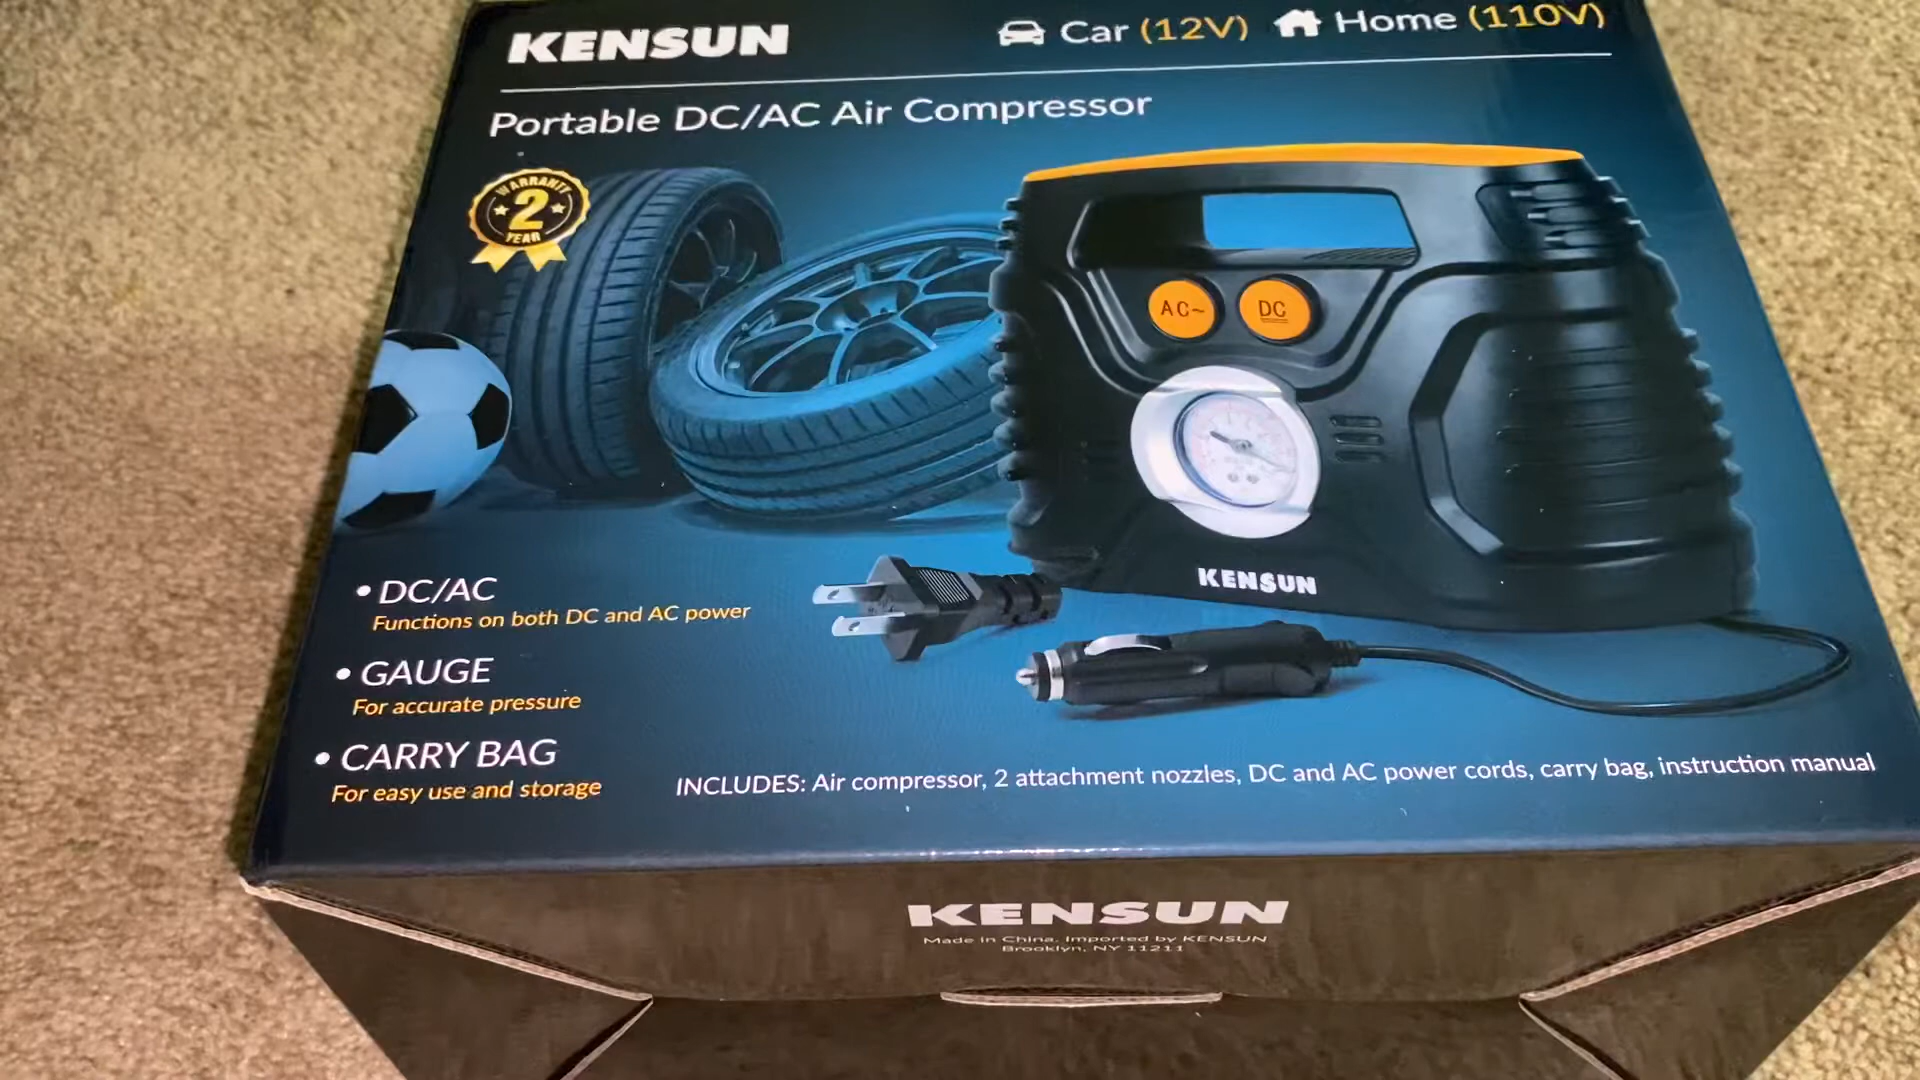 KENSUN
Car (12V) Home (110V)
Portable DC/AC Air Compressor
WARRANTY
2
YEAR
AC~
DC
KENSUN
• DC/AC
Functions on both DC and AC power
• GAUGE
For accurate pressure
• CARRY BAG
For easy use and storage
INCLUDES: Air compressor, 2 attachment nozzles, DC and AC power cords, carry bag, instruction manual
KENSUN
Made in China. Imported by KENSUN
Brooklyn, NY 11211